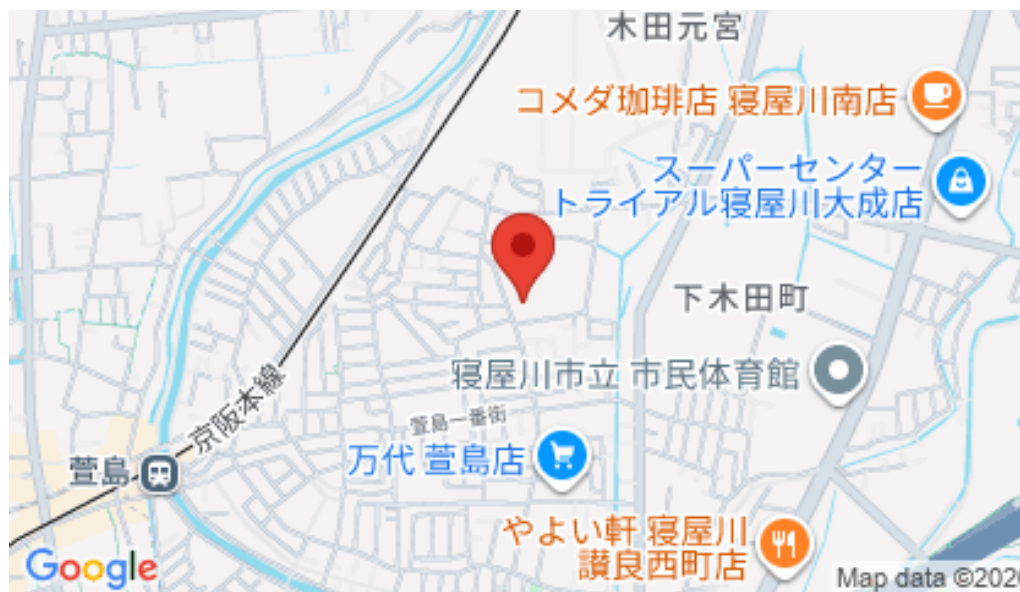 木田元宮
コメダ珈琲店 寝屋川南店
スーパーセンター
トライアル寝屋川大成店
下木田町
寝屋川市立 市民体育館
京阪本線
萱島一番街
万代 萱島店
萱島
やよい軒 寝屋川
讃良西町店
Google
Map data ©2020